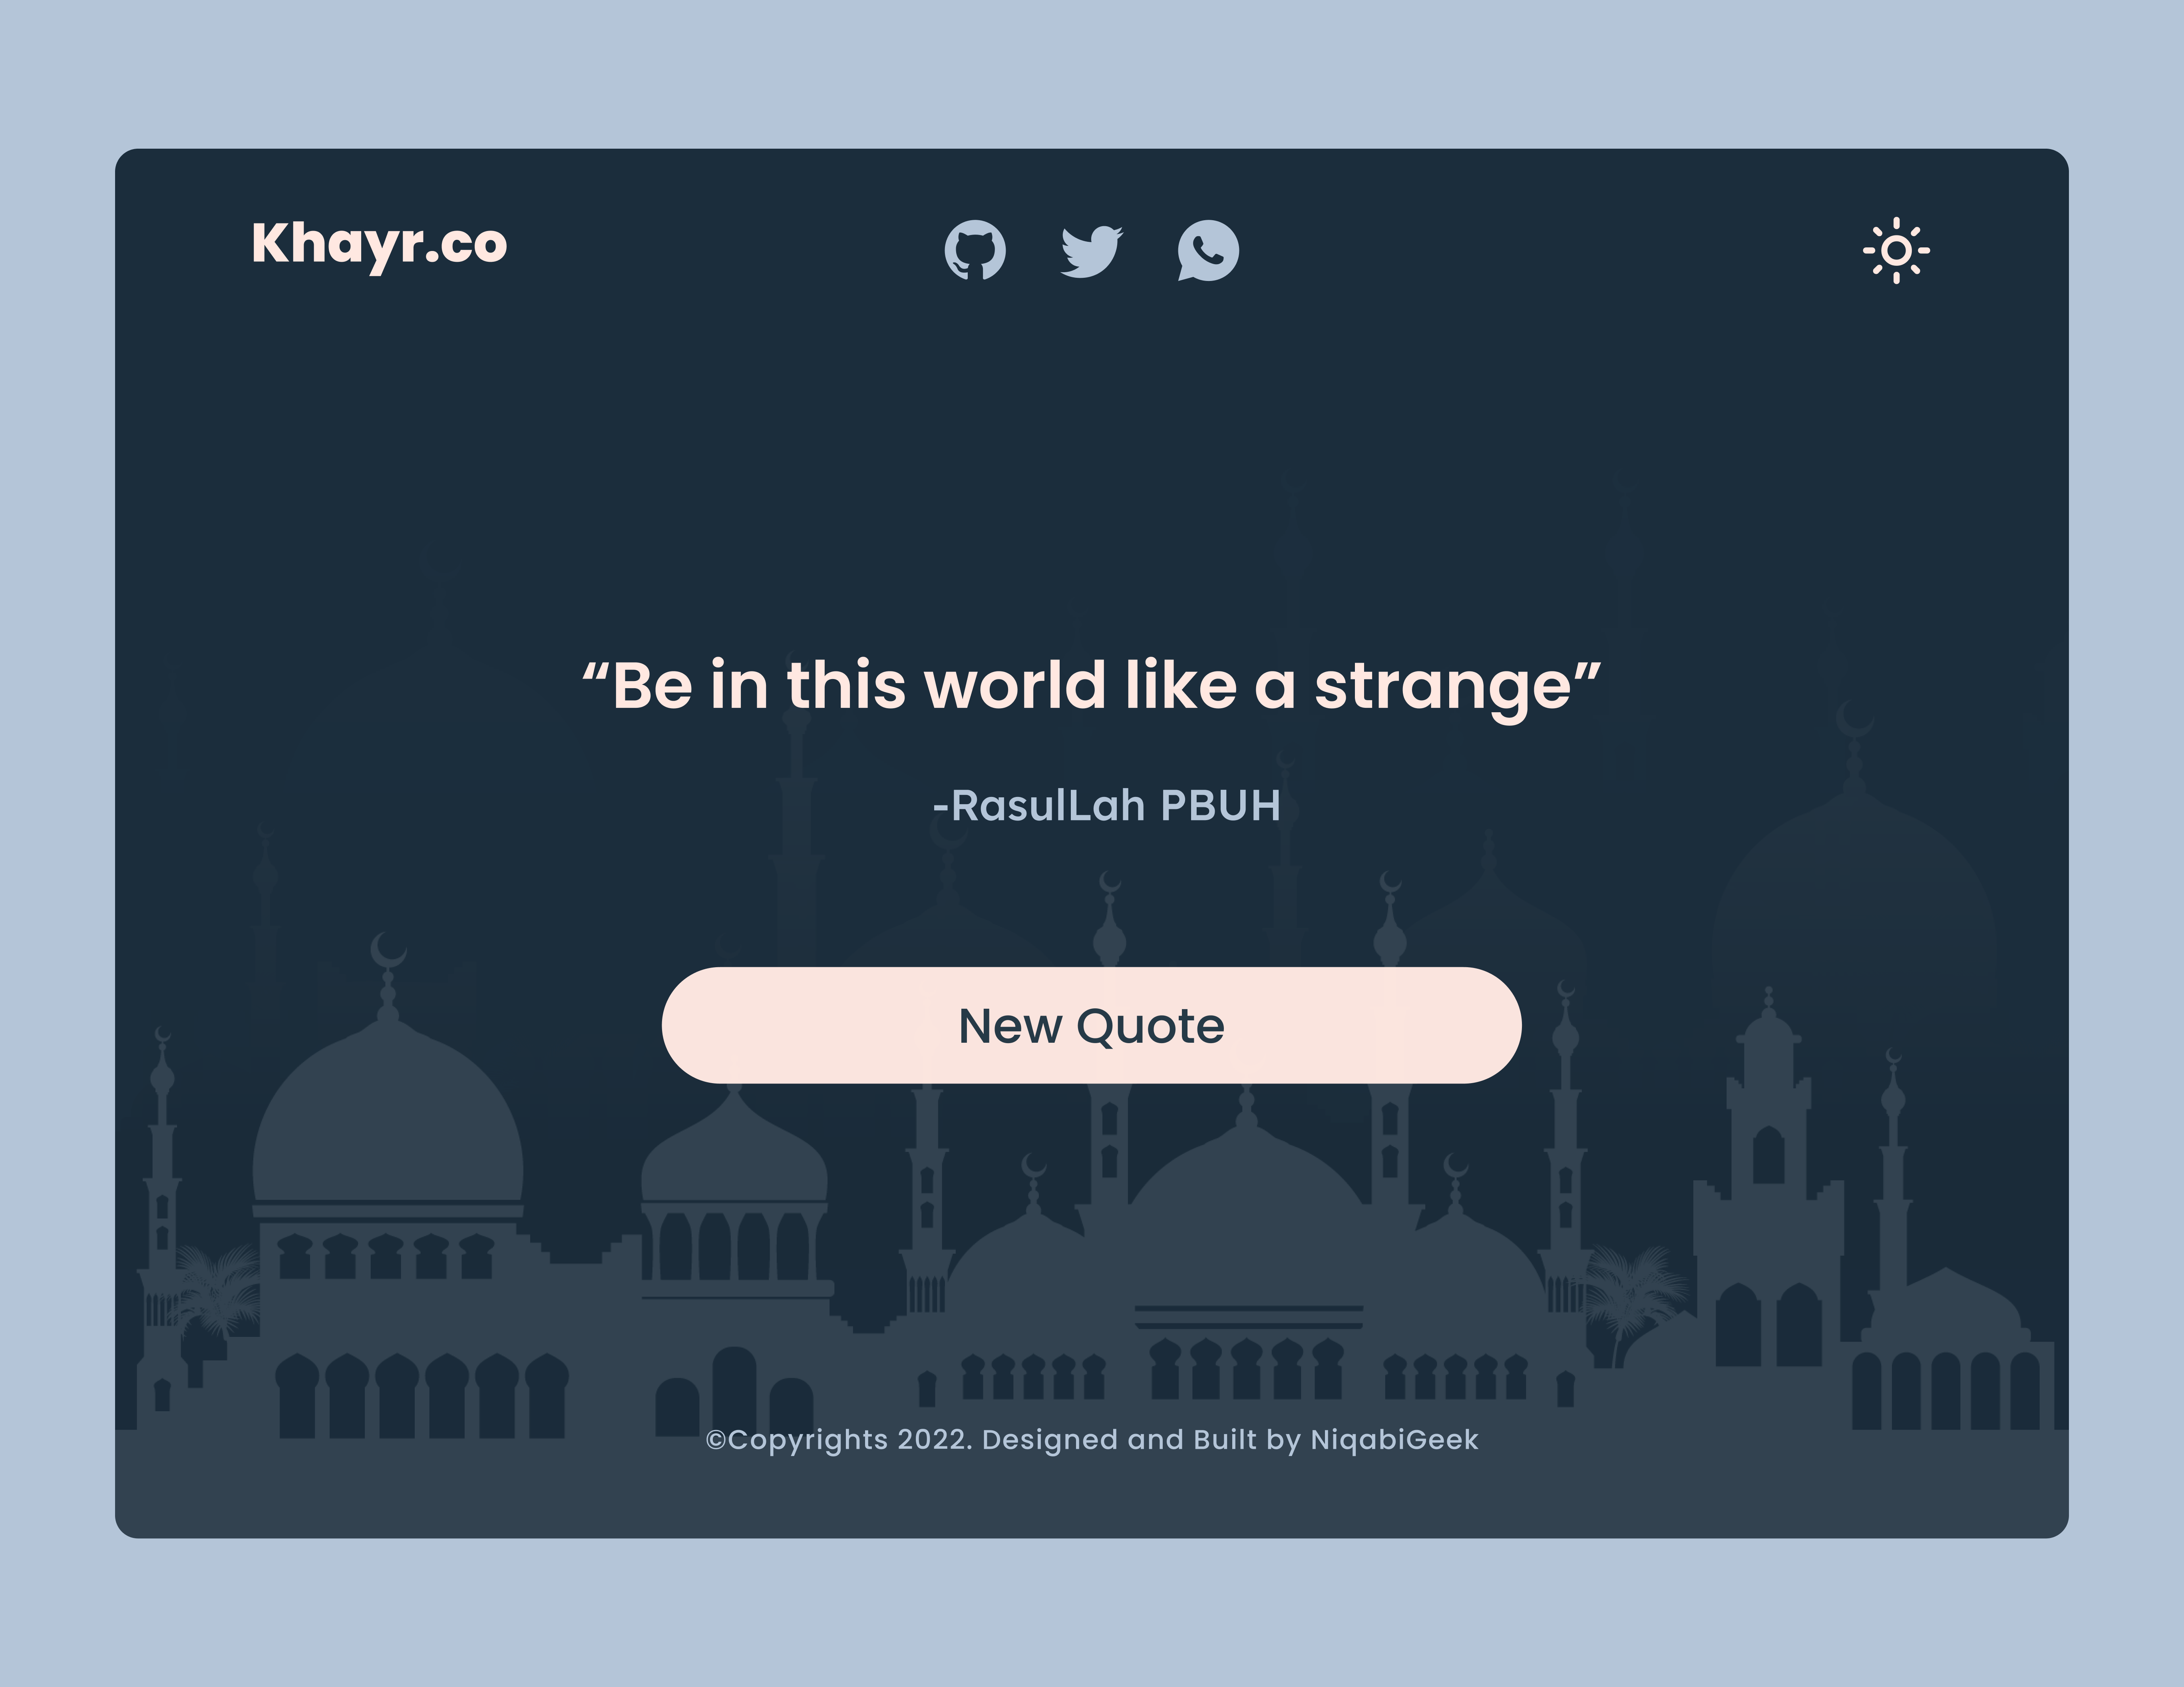 Khayr.co
“Be in this world like a strange”
-RasulLah PBUH
New Quote
©Copyrights 2022. Designed and Built by NiqabiGeek